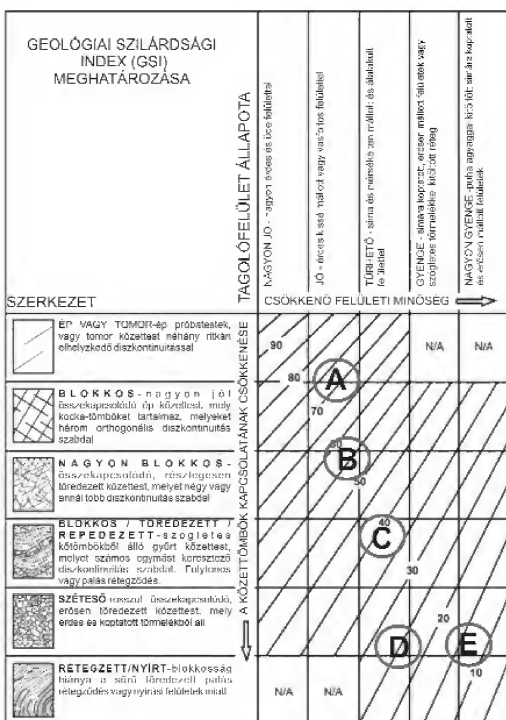 GEOLÓGIAI SZILÁRDSÁGI
INDEX (GSI)
MEGHATÁROZÁSA
SZERKEZET
TAGOLÓFELÜLET ÁLLAPOTA
NAGYON JÓ - nagyon érdes és üde felülettel
JÓ - érdes kissé mállott vagy vasfoltos felülettel
TŰRHETŐ - sima és mérsékelten mállott és átalakult
felülettel
GYENGE - simára koptatott, erősen mállott felületek vagy
szögletes törmelékkel kitöltött réteg
NAGYON GYENGE -puha agyaggal kitöltött simára koptatott
és erősen mállott felületek
CSÖKKENŐ FELÜLETI MINŐSÉG
A KŐZETTÖMBÖK KAPCSOLATÁNAK CSÖKKENÉSE
ÉP VAGY TÖMÖR-ép próbatestek,
vagy tömör kőzettest néhány ritkán
elhelyezkedő diszkontinuitással
BLOKKOS-nagyon jól
összekapcsolódó ép kőzettest, mely
kocka-tömböket tartalmaz, melyeket
három orthogonális diszkontinuitás
szabdal
NAGYON BLOKKOS-
összekapcsolódó, részlegesen
töredezett kőzettest, melyet négy vagy
annál több diszkontinuitás szabdal
BLOKKOS / TÖREDEZETT /
REPEDEZETT-szögletes
kőtömbökből álló gyűrt kőzettest,
melyet számos egymást keresztező
diszkontinuitás szabdal. Folytonos
vagy palás rétegződés.
SZÉTESŐ-rosszul összekapcsolódó,
erősen töredezett kőzettest, mely
érdes és koptatott törmelékből áll
RÉTEGZETT/NYÍRT-blokkosság
hiánya a sűrű töredezett palás
rétegződés vagy nyírási felületek miatt
90
N/A
N/A
80
A
70
60
B
50
40
C
30
20
D
E
10
N/A
N/A